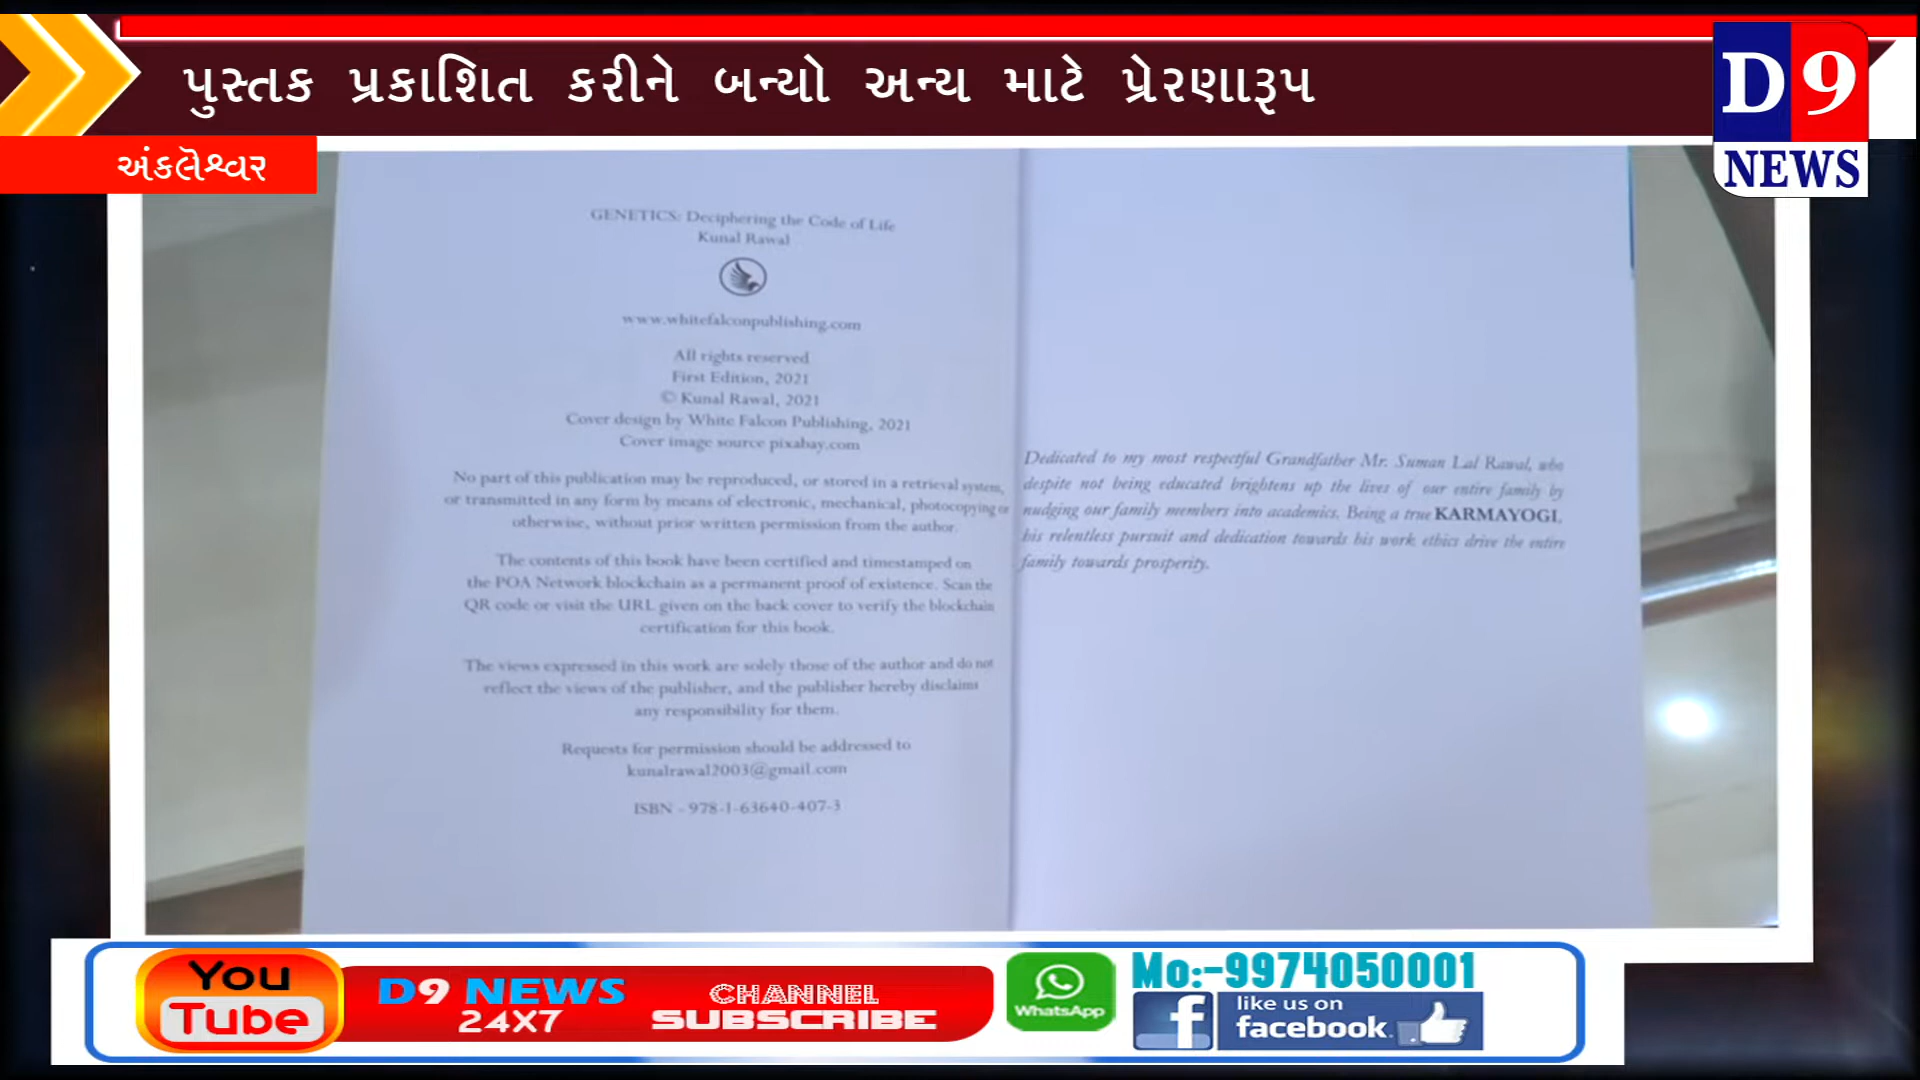 પુસ્તક પ્રકાશિત કરીને બન્યો અન્ય માટે પ્રેરણારૂપ
D9
NEWS
અંકલેશ્વર
GENETICS: Deciphering the Code of Life
Kunal Rawal
www.whitefalconpublishing.com
All rights reserved
First Edition, 2021
© Kunal Rawal, 2021
Cover design by White Falcon Publishing, 2021
Cover image source pixabay.com
No part of this publication may be reproduced, or stored in a retrieval system,
or transmitted in any form by means of electronic, mechanical, photocopying or
otherwise, without prior written permission from the author.
The contents of this book have been certified and timestamped on
the POA Network blockchain as a permanent proof of existence. Scan the
QR code or visit the URL given on the back cover to verify the blockchain
certification for this book.
The views expressed in this work are solely those of the author and do not
reflect the views of the publisher, and the publisher hereby disclaims
any responsibility for them.
Requests for permission should be addressed to
kunalrawal2003@gmail.com
ISBN - 978-1-63640-407-3
Dedicated to my most respectful Grandfather Mr. Suman Lal Rawal, who
despite not being educated brightens up the lives of our entire family by
nudging our family members into academics. Being a true KARMAYOGI,
his relentless pursuit and dedication towards his work ethics drive the entire
family towards prosperity.
You
Tube
D9 NEWS
24X7
CHANNEL
SUBSCRIBE
WhatsApp
Mo:-9974050001
f
like us on
facebook.